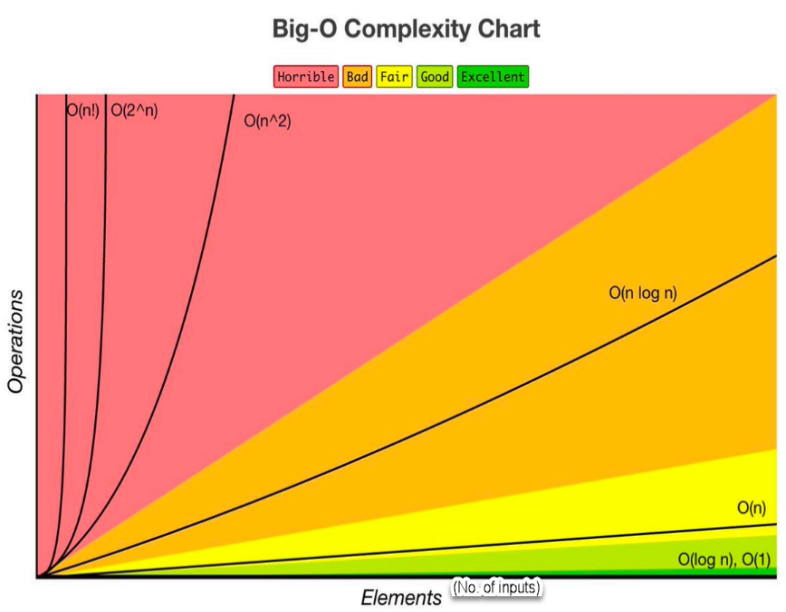 Big-O Complexity Chart
Horrible Bad Fair Good Excellent
O(n!) O(2^n)
O(n^2)
O(n log n)
O(n)
O(log n), O(1)
Operations
Elements (No. of inputs)